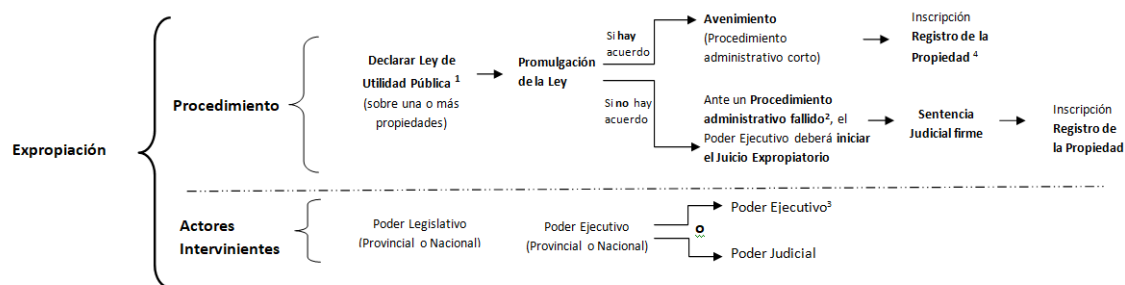 Expropiación
Procedimiento
Declarar Ley de
Utilidad Pública ¹
(sobre una o más
propiedades)
Promulgación
de la Ley
Si hay
acuerdo
Avenimiento
(Procedimiento
administrativo corto)
Inscripción
Registro de la
Propiedad ⁴
Si no hay
acuerdo
Ante un Procedimiento
administrativo fallido², el
Poder Ejecutivo deberá iniciar
el Juicio Expropiatorio
Sentencia
Judicial firme
Inscripción
Registro de
la Propiedad
Actores
Intervinientes
Poder Legislativo
(Provincial o Nacional)
Poder Ejecutivo
(Provincial o Nacional)
Poder Ejecutivo³
o
Poder Judicial